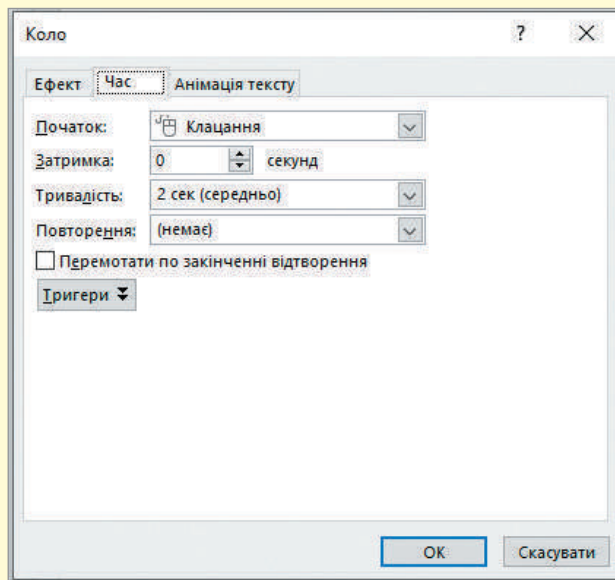 Коло ?
Ефект Час Анімація тексту
Початок: Клацання
Затримка: 0 секунд
Тривалість: 2 сек (середньо)
Повторення: (немає)
Перемотати по закінченні відтворення
Тригери
ОК Скасувати